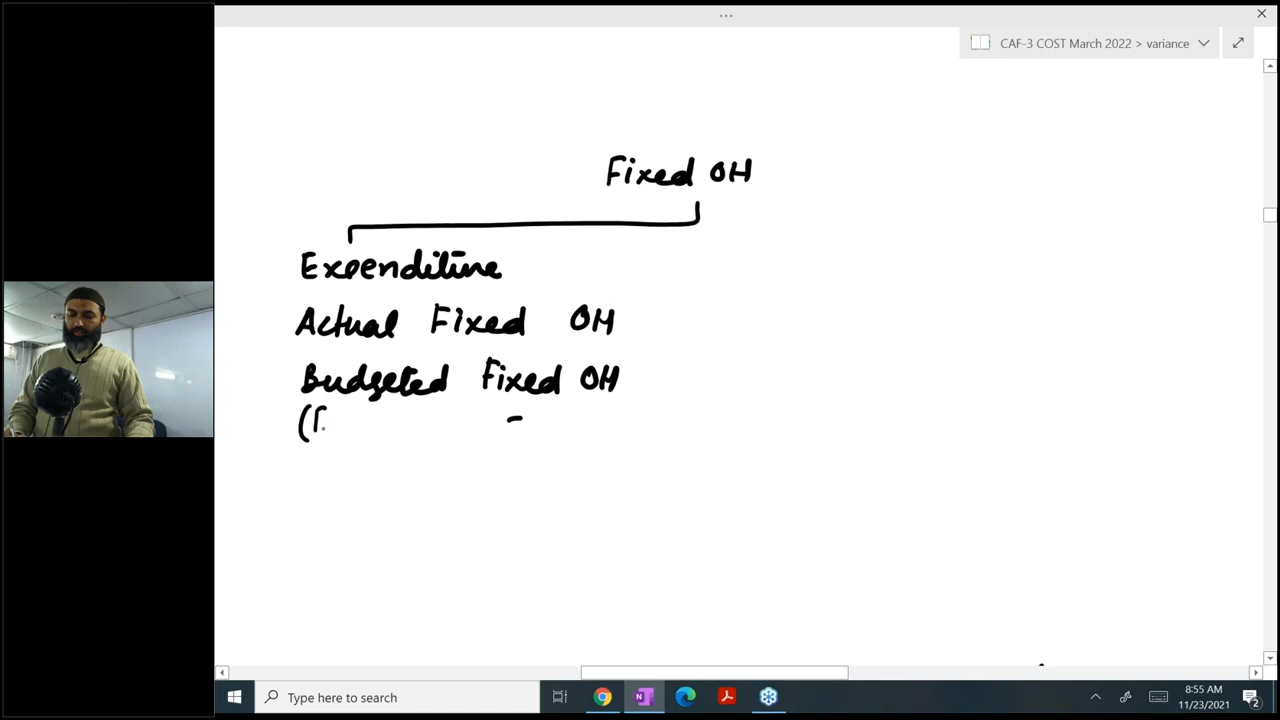 CAF-3 COST March 2022 > variance
Fixed OH
Expenditure
Actual Fixed OH
Budgeted Fixed OH
Type here to search
8:55 AM
11/23/2021
2